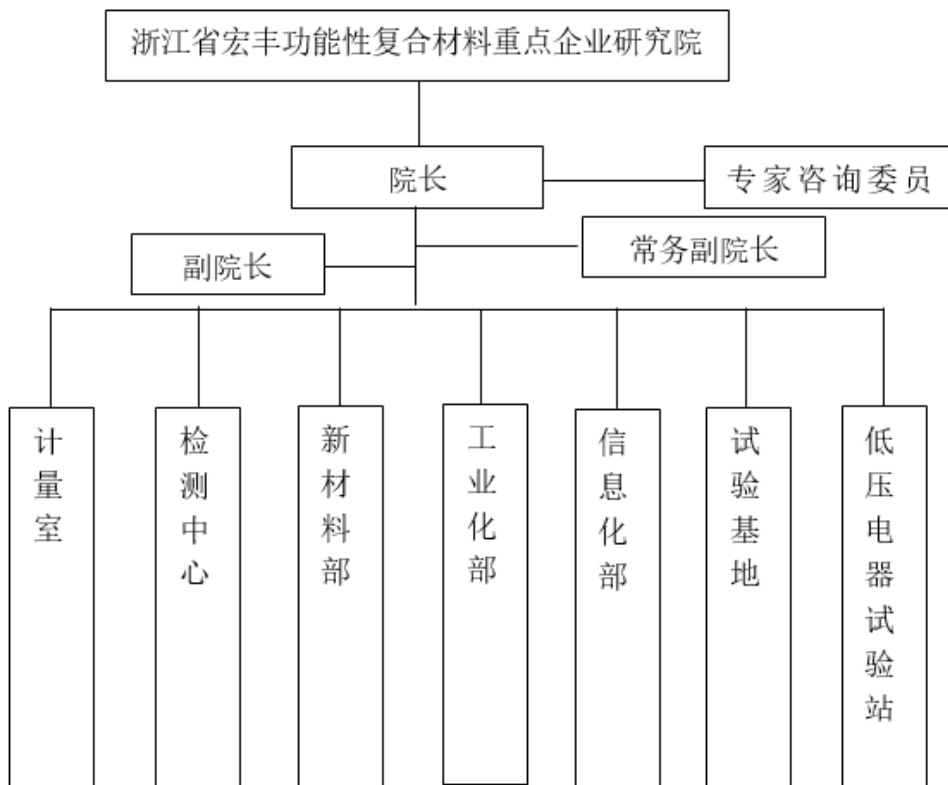 浙江省宏丰功能性复合材料重点企业研究院
院长
专家咨询委员
副院长
常务副院长
计量室
检测中心
新材料部
工业化部
信息化部
试验基地
低压电器试验站